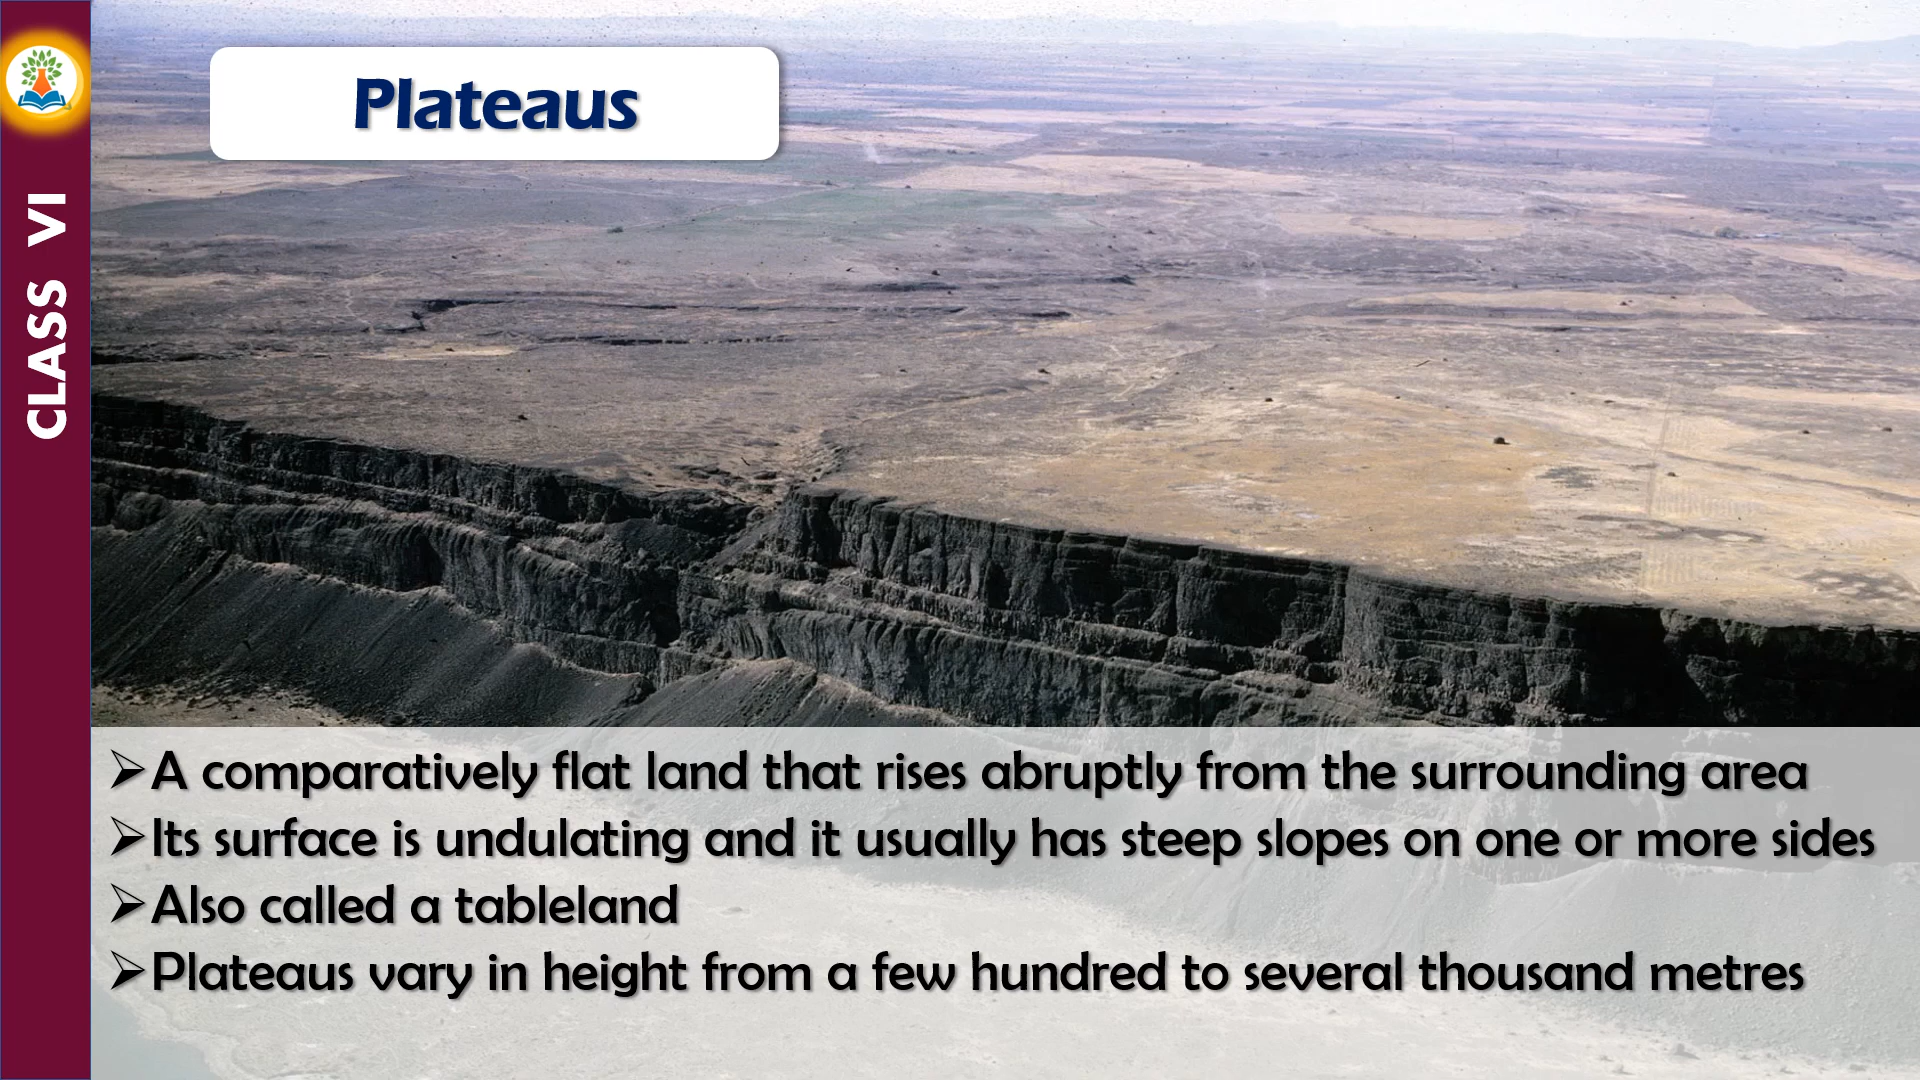 Plateaus
CLASS VI
➢A comparatively flat land that rises abruptly from the surrounding area
➢Its surface is undulating and it usually has steep slopes on one or more sides
➢Also called a tableland
➢Plateaus vary in height from a few hundred to several thousand metres